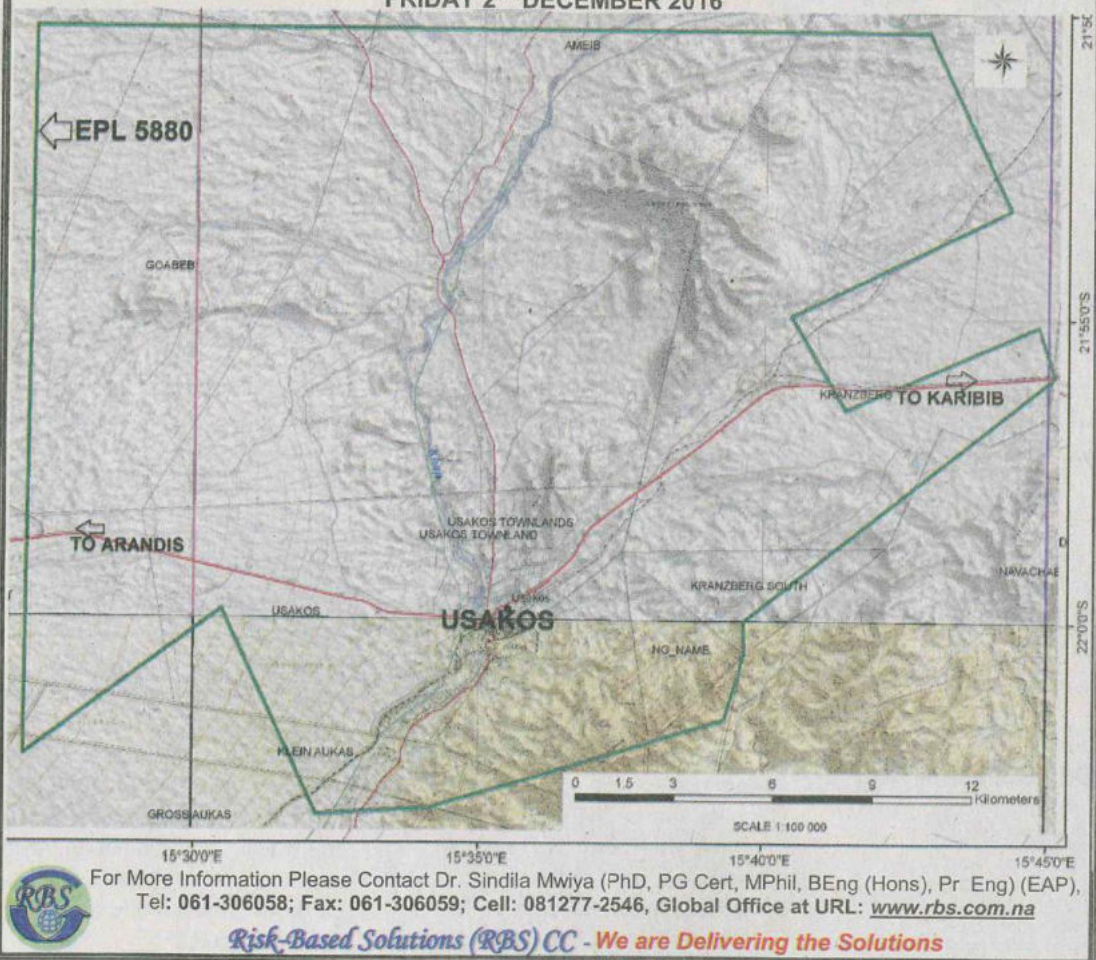 FRIDAY 2 DECEMBER 2016
AMEIB
21°50
EPL 5880
GOABEB
21°55'0"S
KRANZBERG
TO KARIBIB
Khan
USAKOS TOWNLANDS
USAKOS TOWNLAND
TO ARANDIS
D
NAVACHAB
KRANZBERG SOUTH
Usakos
USAKOS
USAKOS
22°0'0"S
NO_NAME
KLEIN AUKAS
0 1.5 3 6 9 12
Kilometers
GROSS AUKAS
SCALE 1:100 000
15°30'0"E 15°35'0"E 15°40'0"E 15°45'0"E
RBS
For More Information Please Contact Dr. Sindila Mwiya (PhD, PG Cert, MPhil, BEng (Hons), Pr Eng) (EAP),
Tel: 061-306058; Fax: 061-306059; Cell: 081277-2546, Global Office at URL: www.rbs.com.na
Risk-Based Solutions (RBS) CC - We are Delivering the Solutions